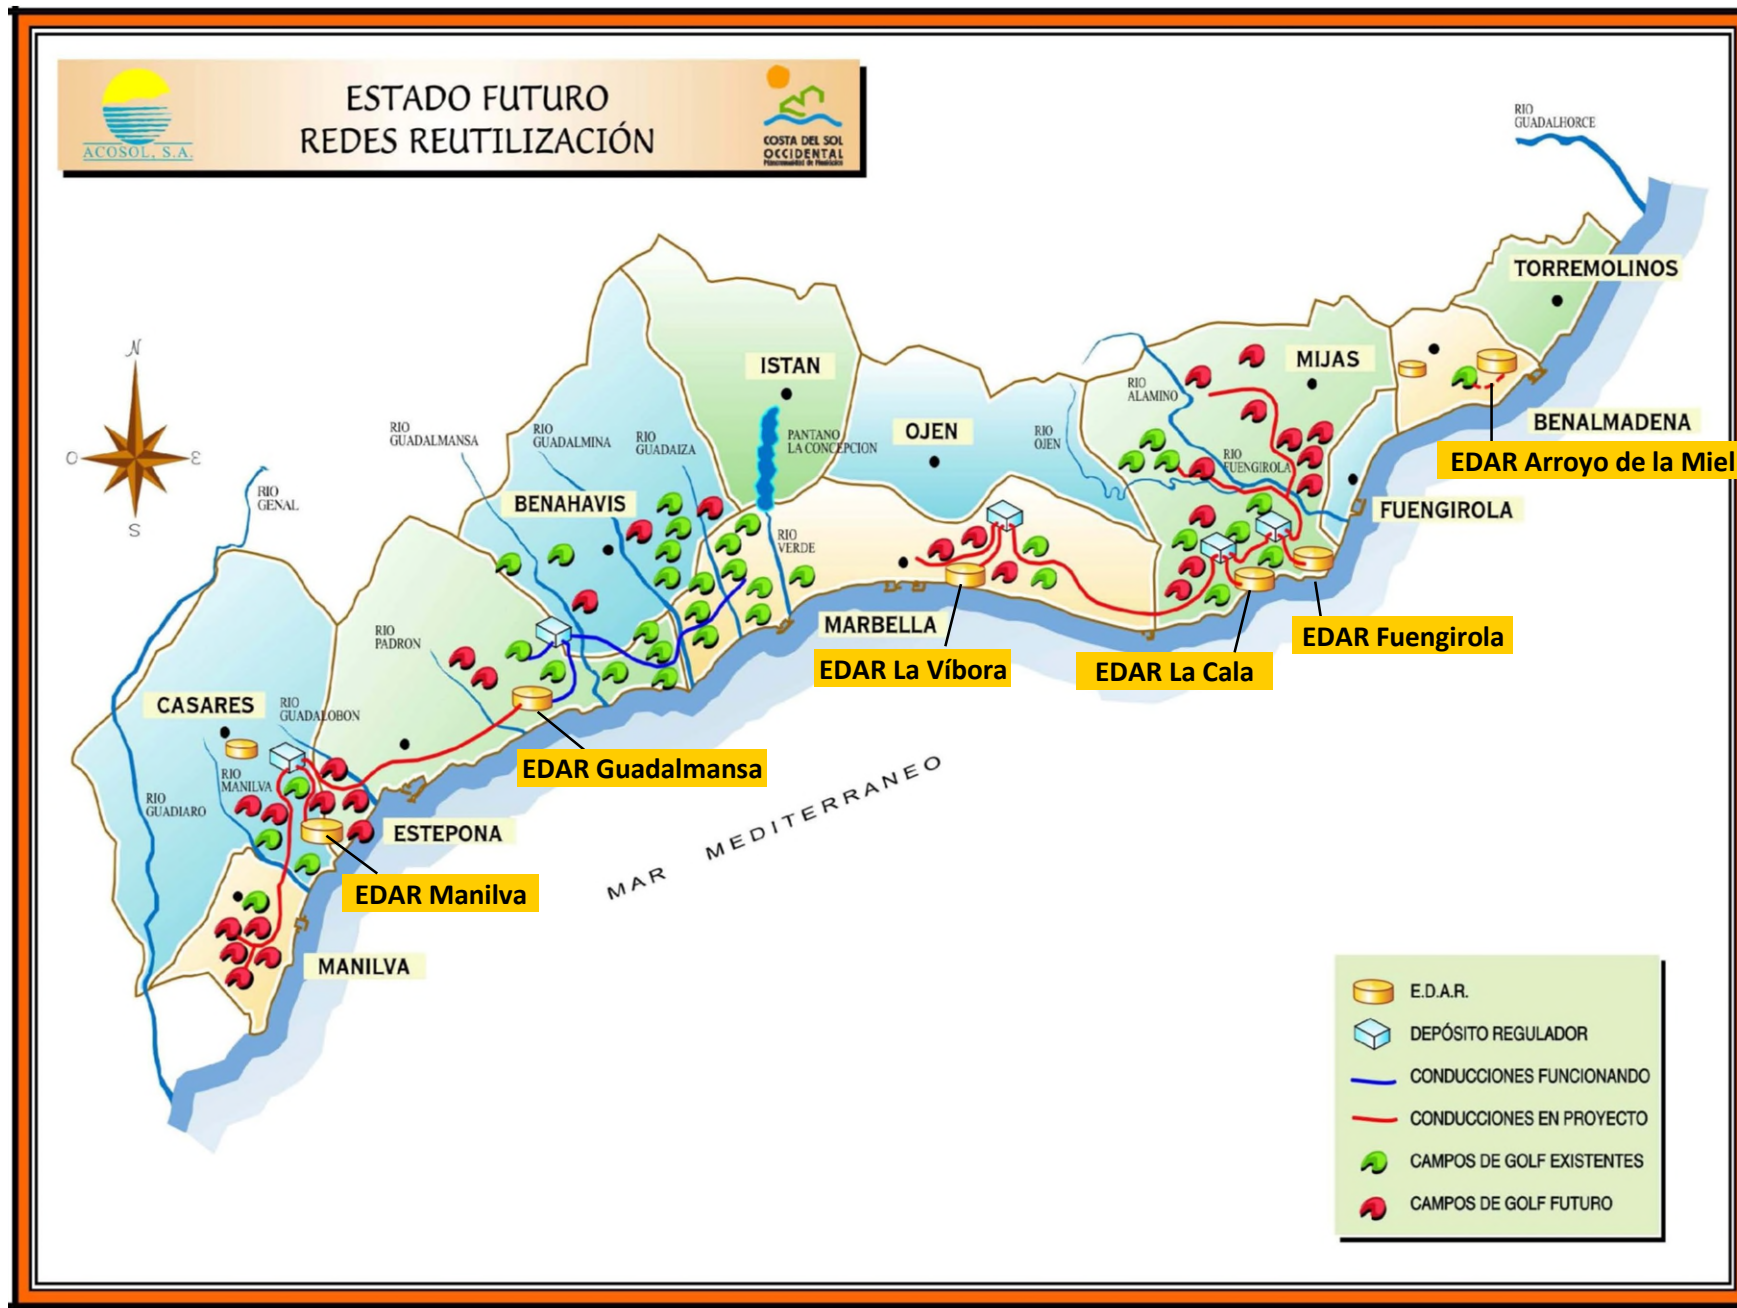 ACOSOL, S.A.
ESTADO FUTURO
REDES REUTILIZACIÓN
COSTA DEL SOL
OCCIDENTAL
RIO
GUADALHORCE
TORREMOLINOS
N
O
E
S
ISTAN
MIJAS
RIO
ALAMINO
BENALMADENA
EDAR Arroyo de la Miel
RIO
GUADALMANSA
RIO
GUADALMINA
RIO
GUADAIZA
PANTANO
LA CONCEPCION
OJEN
RIO
OJEN
RIO
FUENGIROLA
RIO
GENAL
BENAHAVIS
FUENGIROLA
RIO
VERDE
RIO
PADRON
MARBELLA
EDAR Fuengirola
EDAR La Víbora
EDAR La Cala
CASARES
RIO
GUADALOBON
EDAR Guadalmansa
RIO
MANILVA
RIO
GUADIARO
ESTEPONA
MAR MEDITERRANEO
EDAR Manilva
MANILVA
E.D.A.R.
DEPÓSITO REGULADOR
CONDUCCIONES FUNCIONANDO
CONDUCCIONES EN PROYECTO
CAMPOS DE GOLF EXISTENTES
CAMPOS DE GOLF FUTURO